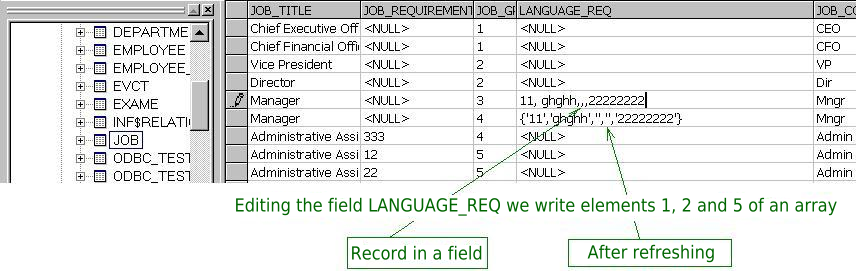 JOB_TITLE JOB_REQUIREMENT JOB_GI LANGUAGE_REQ JOB_CO
DEPARTME Chief Executive Off <NULL> 1 <NULL> CEO
EMPLOYEE Chief Financial Offi <NULL> 1 <NULL> CFO
EMPLOYEE_ Vice President <NULL> 2 <NULL> VP
EVCT Director <NULL> 2 <NULL> Dir
EXAME Manager <NULL> 3 11, ghghh,,,22222222 Mngr
INF$RELATI Manager <NULL> 4 {'11','ghghh','','','22222222'} Mngr
JOB Administrative Assi 333 4 <NULL> Admin
ODBC_TEST Administrative Assi 12 5 <NULL> Admin
ODBC_TEST Administrative Assi 22 5 <NULL> Admin
Editing the field LANGUAGE_REQ we write elements 1, 2 and 5 of an array
Record in a field After refreshing